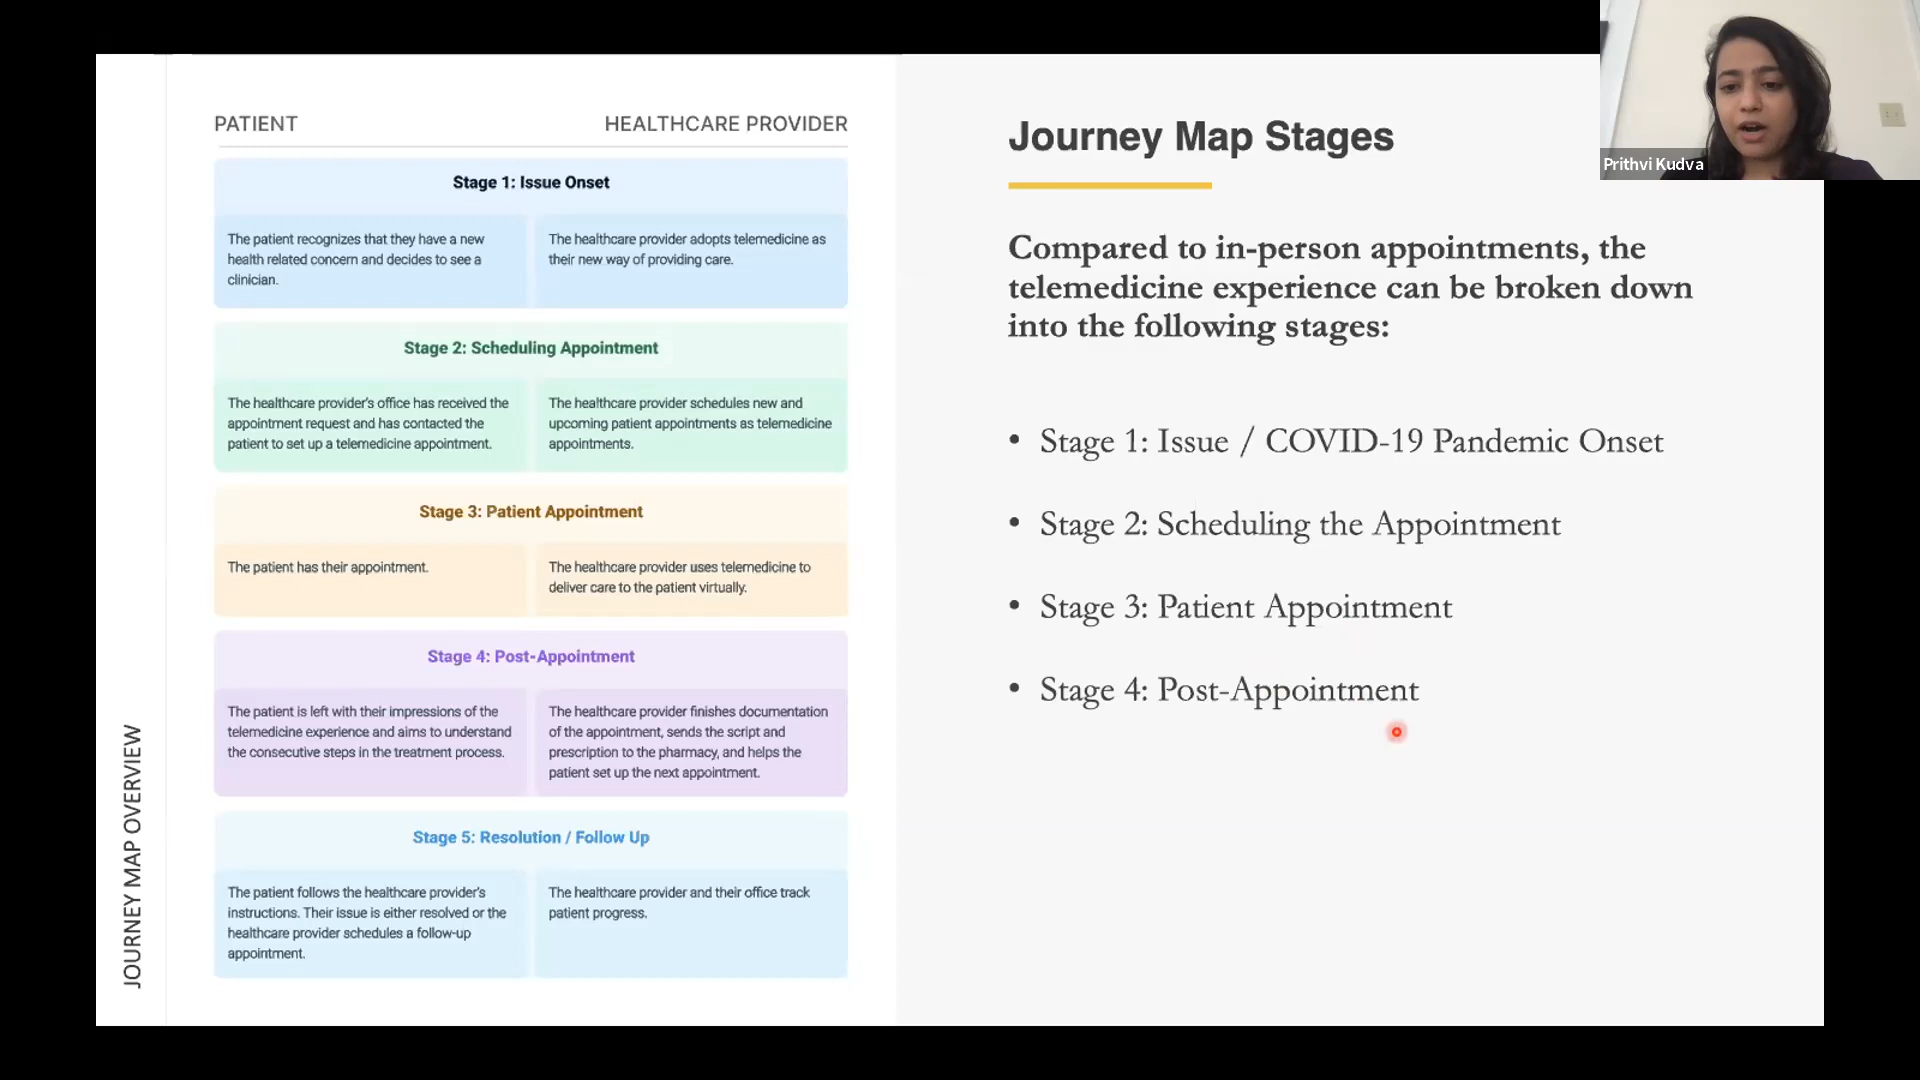 PATIENT
HEALTHCARE PROVIDER
Stage 1: Issue Onset
The patient recognizes that they have a new
health related concern and decides to see a
clinician.
The healthcare provider adopts telemedicine as
their new way of providing care.
Stage 2: Scheduling Appointment
The healthcare provider's office has received the
appointment request and has contacted the
patient to set up a telemedicine appointment.
The healthcare provider schedules new and
upcoming patient appointments as telemedicine
appointments.
Stage 3: Patient Appointment
The patient has their appointment.
The healthcare provider uses telemedicine to
deliver care to the patient virtually.
Stage 4: Post-Appointment
The patient is left with their impressions of the
telemedicine experience and aims to understand
the consecutive steps in the treatment process.
The healthcare provider finishes documentation
of the appointment, sends the script and
prescription to the pharmacy, and helps the
patient set up the next appointment.
Stage 5: Resolution / Follow Up
The patient follows the healthcare provider's
instructions. Their issue is either resolved or the
healthcare provider schedules a follow-up
appointment.
The healthcare provider and their office track
patient progress.
JOURNEY MAP OVERVIEW
Journey Map Stages
Compared to in-person appointments, the
telemedicine experience can be broken down
into the following stages:
• Stage 1: Issue / COVID-19 Pandemic Onset
• Stage 2: Scheduling the Appointment
• Stage 3: Patient Appointment
• Stage 4: Post-Appointment
Prithvi Kudva